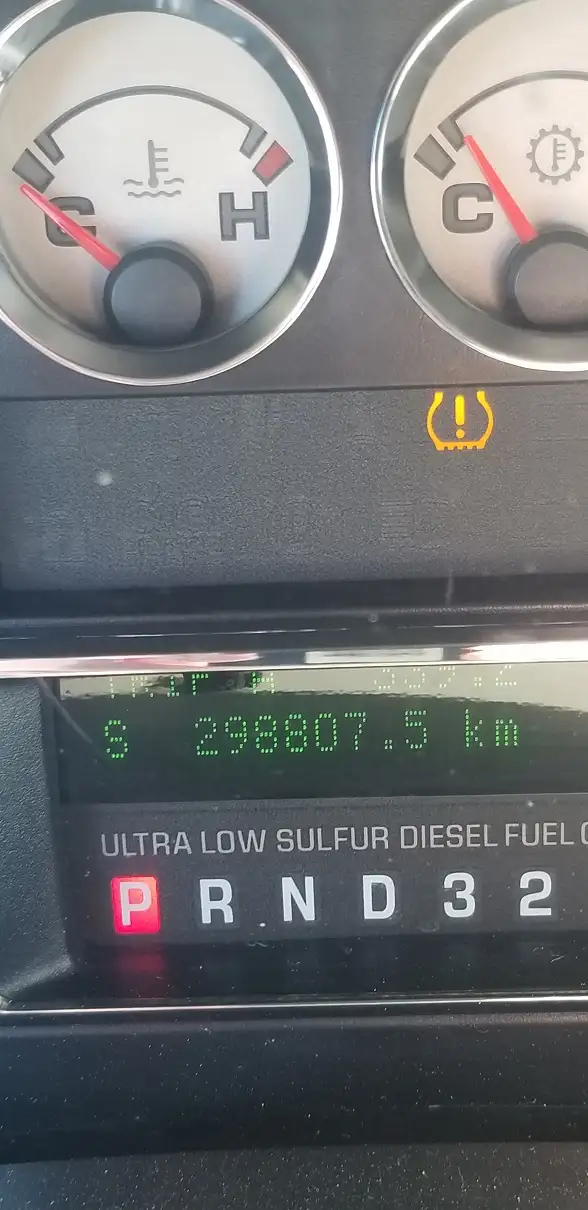 C H
C
S 298807.5 km
ULTRA LOW SULFUR DIESEL FUEL
P R N D 3 2